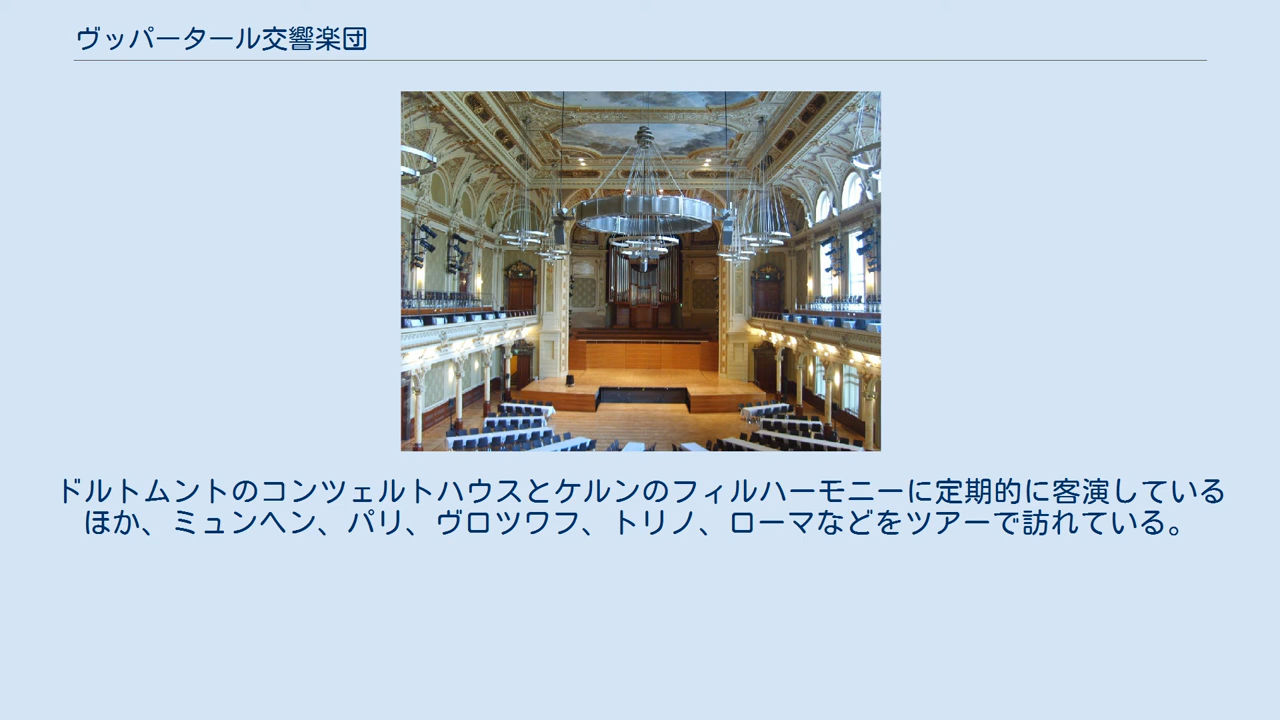 ヴッパータール交響楽団
ドルトムントのコンツェルトハウスとケルンのフィルハーモニーに定期的に客演している
ほか、ミュンヘン、パリ、ヴロツワフ、トリノ、ローマなどをツアーで訪れている。